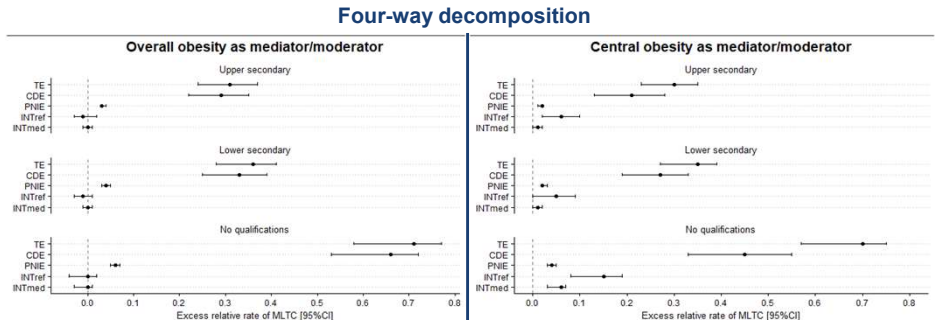 Four-way decomposition
Overall obesity as mediator/moderator
Upper secondary
TE
CDE
PNIE
INTref
INTmed
Lower secondary
TE
CDE
PNIE
INTref
INTmed
No qualifications
TE
CDE
PNIE
INTref
INTmed
0.0 0.1 0.2 0.3 0.4 0.5 0.6 0.7 0.8
Excess relative rate of MLTC [95%CI]
Central obesity as mediator/moderator
Upper secondary
TE
CDE
PNIE
INTref
INTmed
Lower secondary
TE
CDE
PNIE
INTref
INTmed
No qualifications
TE
CDE
PNIE
INTref
INTmed
0.0 0.1 0.2 0.3 0.4 0.5 0.6 0.7 0.8
Excess relative rate of MLTC [95%CI]